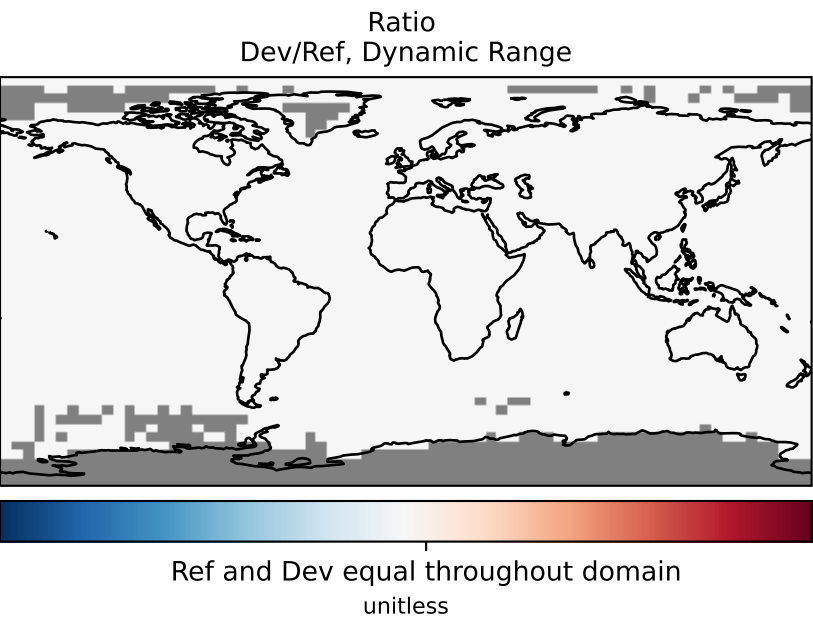 Ratio
Dev/Ref, Dynamic Range
Ref and Dev equal throughout domain
unitless